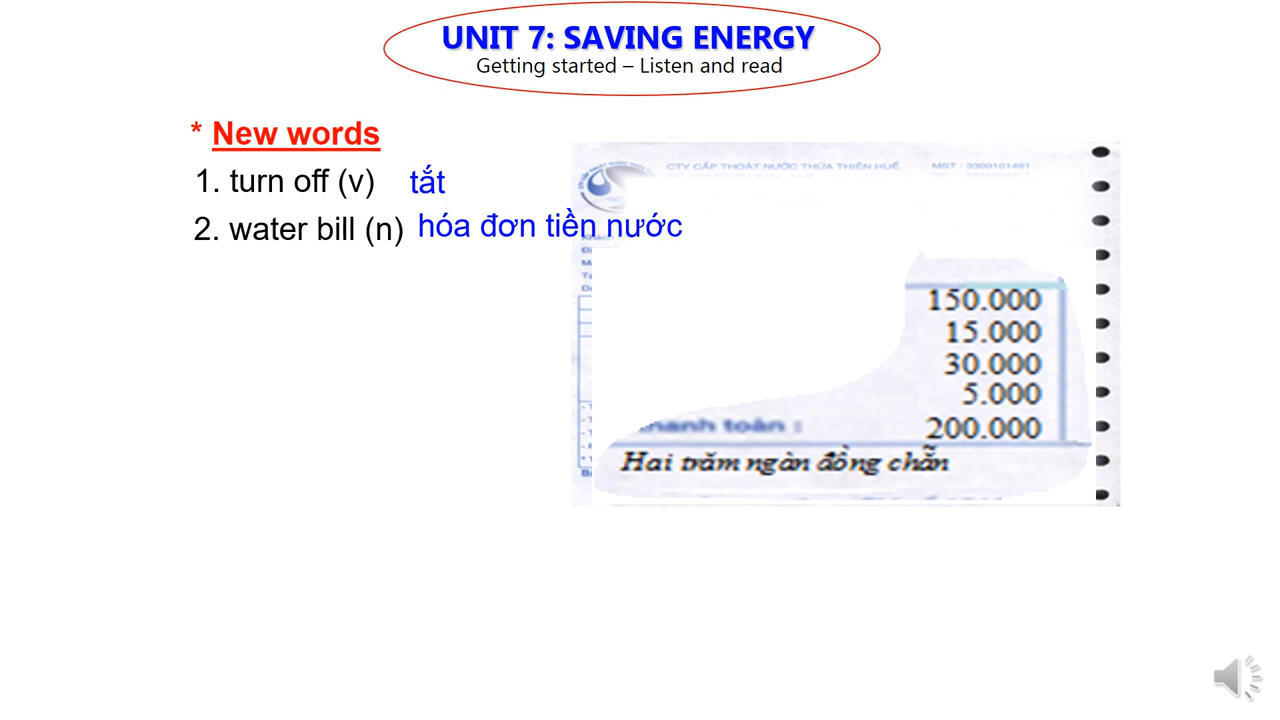 UNIT 7: SAVING ENERGY
Getting started – Listen and read
* New words
1. turn off (v) tắt
2. water bill (n) hóa đơn tiền nước
CTY CẤP THOÁT NƯỚC THỪA THIÊN HUẾ MST : 3300101491
150.000
15.000
30.000
5.000
toán : 200.000
Hai trăm ngàn đồng chẵn